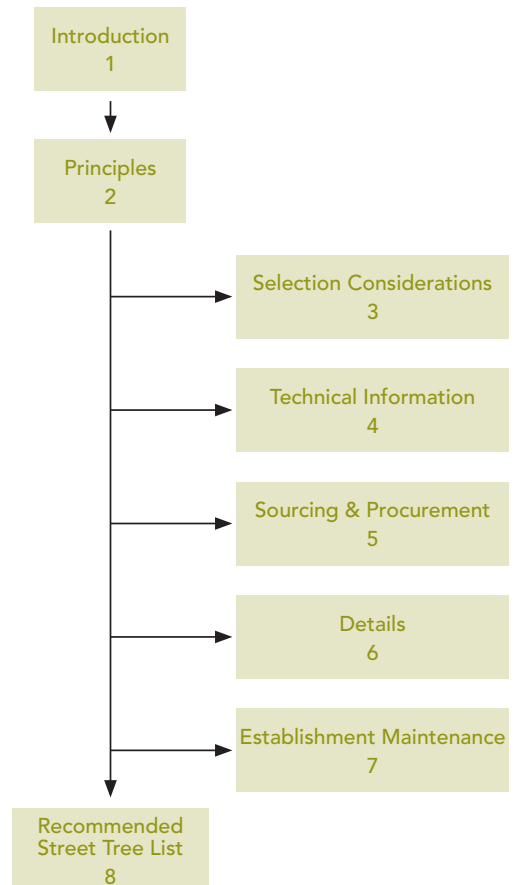 Introduction
1
Principles
2
Selection Considerations
3
Technical Information
4
Sourcing & Procurement
5
Details
6
Establishment Maintenance
7
Recommended
Street Tree List
8